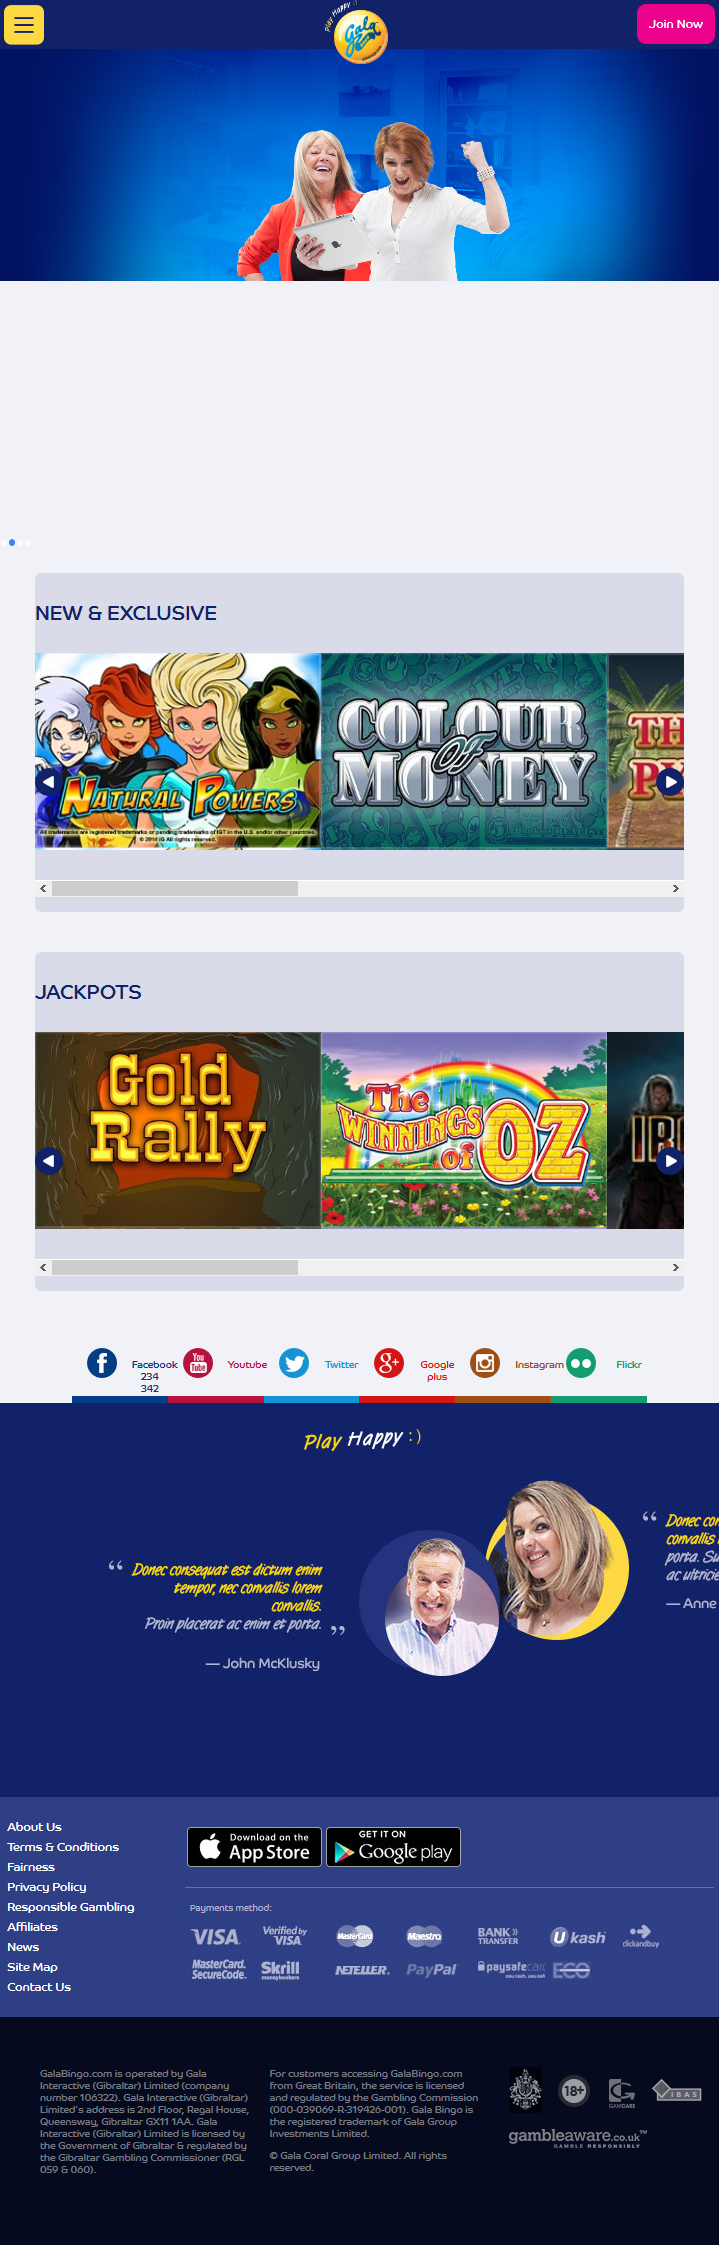 Play Happy :)
Gala
Join Now
NEW & EXCLUSIVE
NATURAL POWERS
All trademarks are registered trademarks or pending trademarks of IGT in the U.S. and/or other countries.
© 2010 IG All rights reserved.
COLOUR
OF
MONEY
TH
P
JACKPOTS
Gold
Rally
The
WINNINGS
of OZ
IR
Facebook
234
342
You
Tube
Youtube
Twitter
g+
Google
plus
Instagram
Flickr
Play Happy :)
“ Donec consequat est dictum enim
tempor, nec convallis lorem
convallis.
Proin placerat ac enim et porta. ”
— John McKlusky
“ Donec con
convallis l
porta. Su
ac ultricie
— Anne
About Us
Terms & Conditions
Fairness
Privacy Policy
Responsible Gambling
Affiliates
News
Site Map
Contact Us
Download on the
App Store
GET IT ON
Google play
Payments method:
VISA
Verified by
VISA
MasterCard
Maestro
BANK
TRANSFER
Ukash
clickandbuy
MasterCard.
SecureCode.
Skrill
moneybookers
NETELLER.
PayPal
paysafecard
pay cash. pay safe
ECO
GalaBingo.com is operated by Gala
Interactive (Gibraltar) Limited (company
number 106322). Gala Interactive (Gibraltar)
Limited's address is 2nd Floor, Regal House,
Queensway, Gibraltar GX11 1AA. Gala
Interactive (Gibraltar) Limited is licensed by
the Government of Gibraltar & regulated by
the Gibraltar Gambling Commissioner (RGL
059 & 060).
For customers accessing GalaBingo.com
from Great Britain, the service is licensed
and regulated by the Gambling Commission
(000-039069-R-319426-001). Gala Bingo is
the registered trademark of Gala Group
Investments Limited.
© Gala Coral Group Limited. All rights
reserved.
18+
GAMCARE
IBAS
gambleaware.co.uk™
GAMBLE RESPONSIBLY